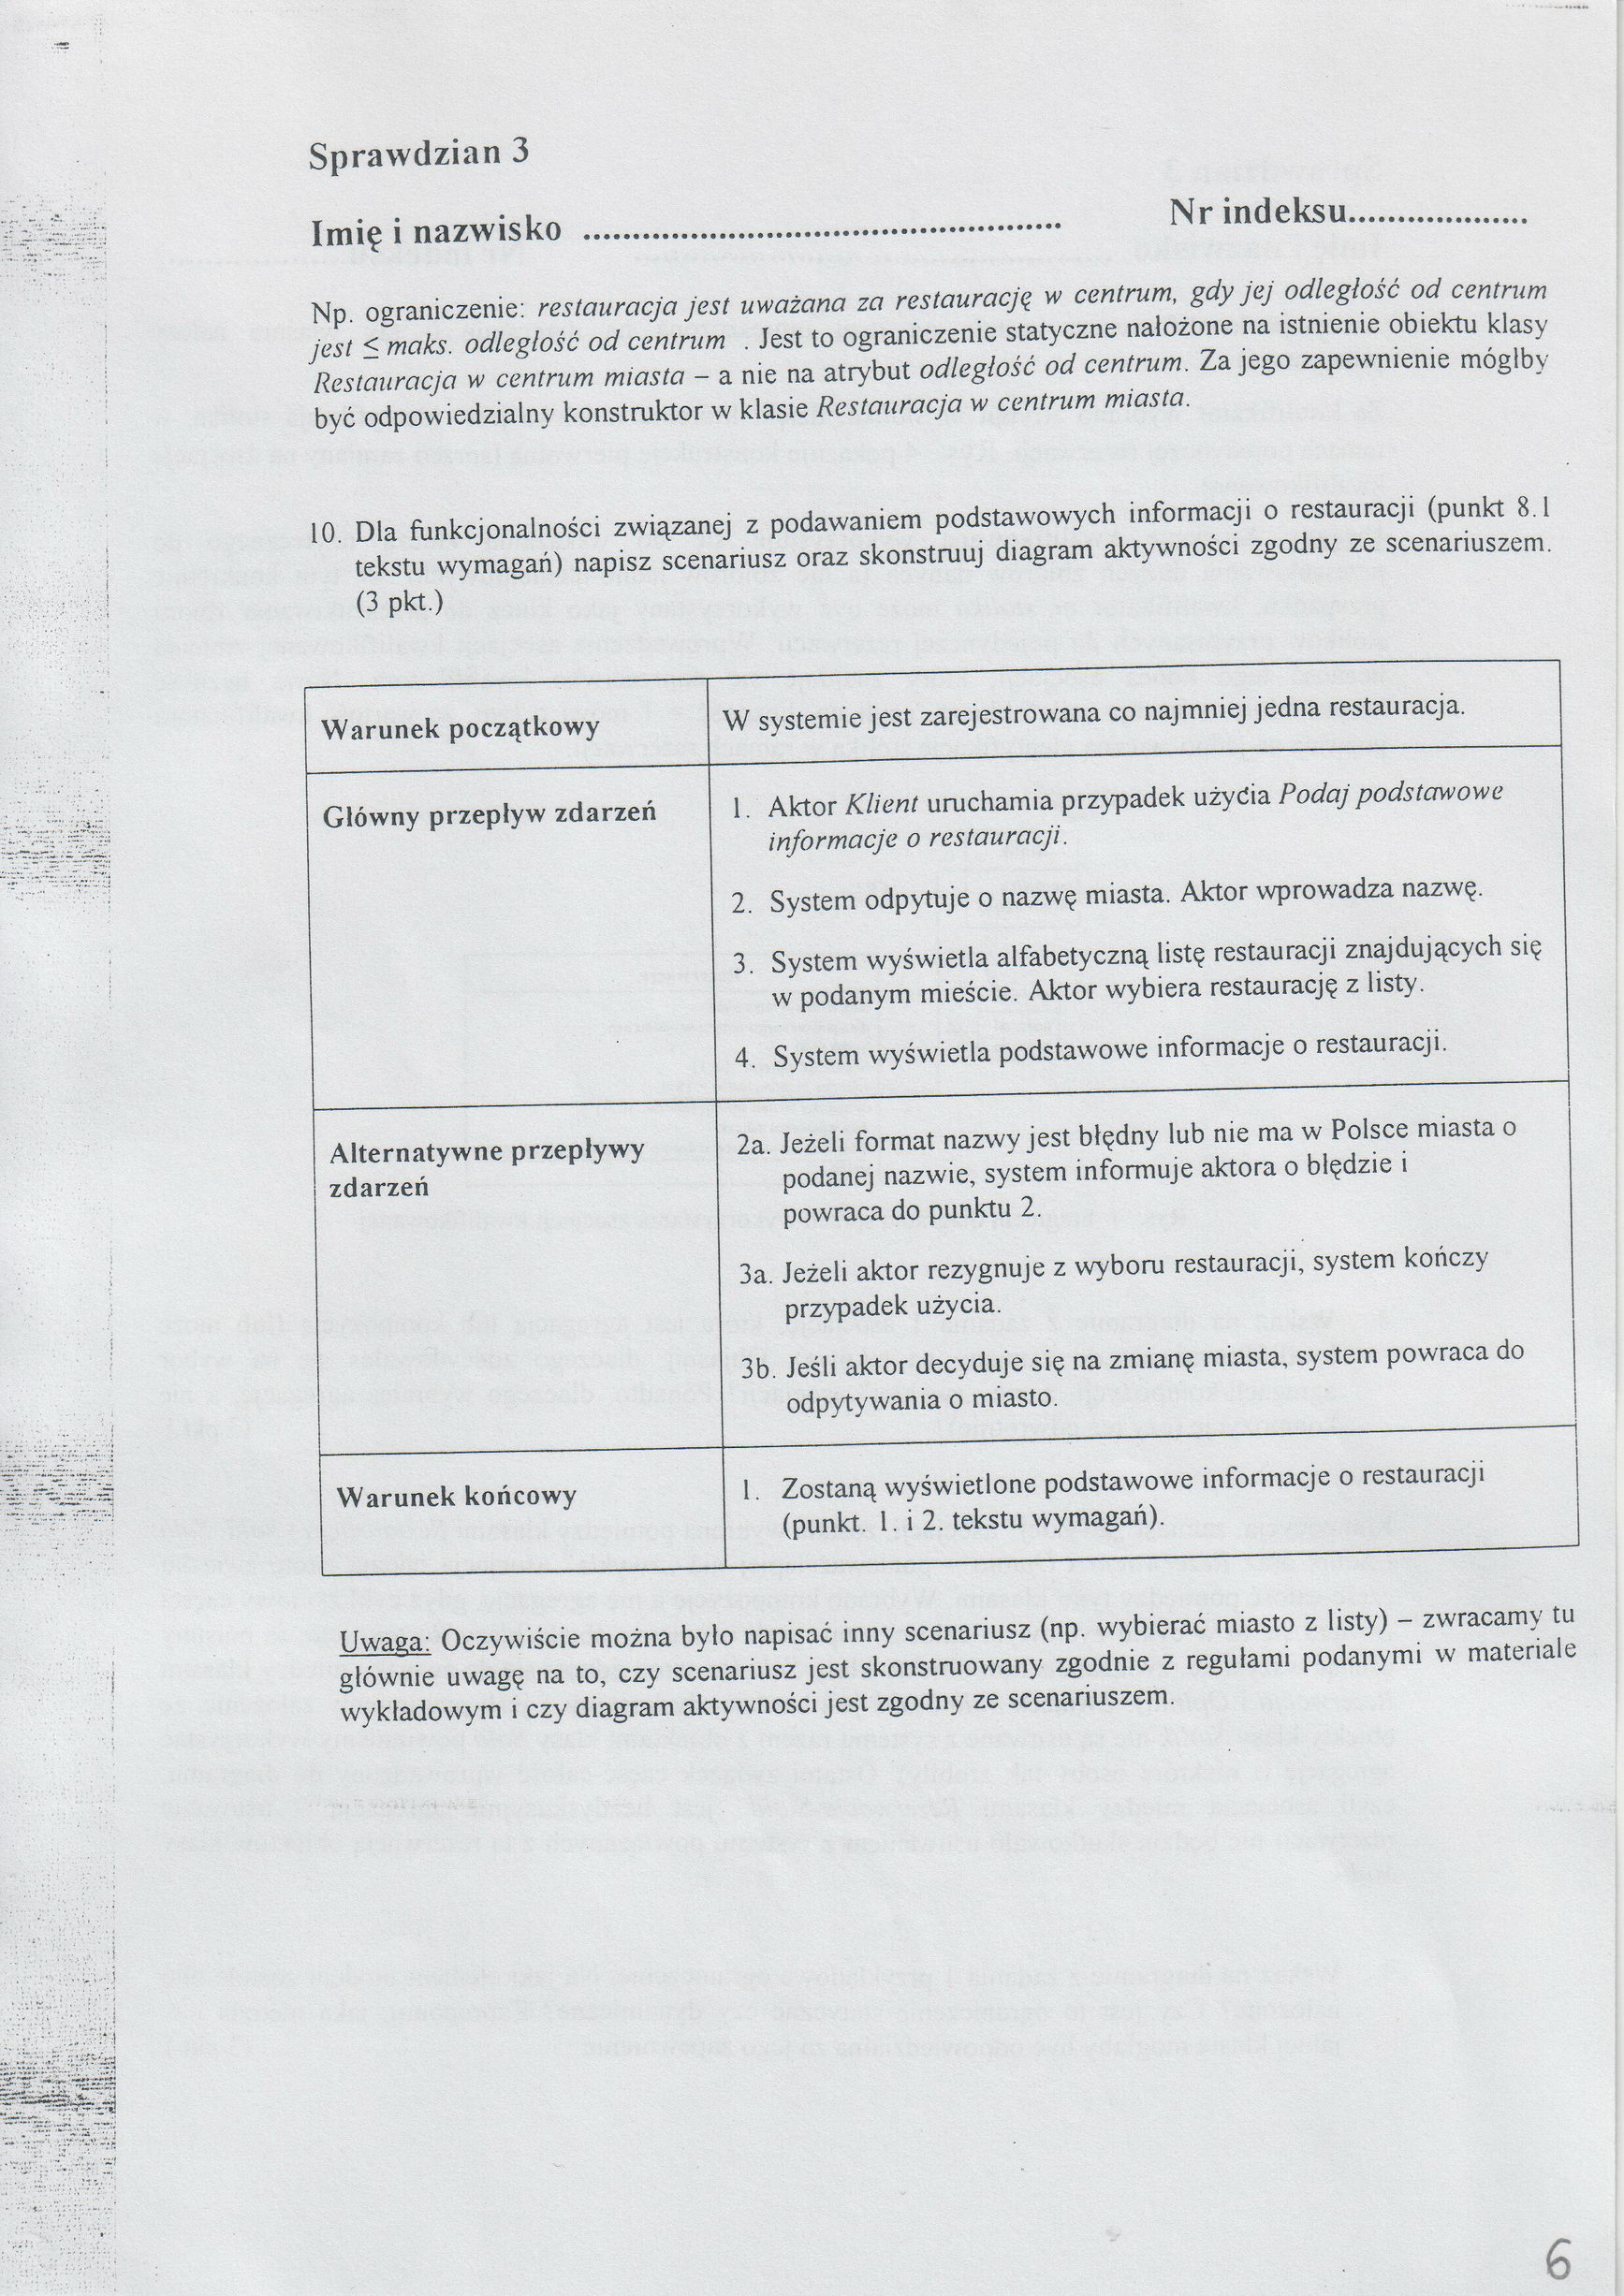 Sprawdzian 3
Imię i nazwisko ................................................. Nr indeksu...................
Np. ograniczenie: restauracja jest uważana za restaurację w centrum, gdy jej odległość od centrum
jest ≤ maks. odległość od centrum . Jest to ograniczenie statyczne nałożone na istnienie obiektu klasy
Restauracja w centrum miasta – a nie na atrybut odległość od centrum. Za jego zapewnienie mógłby
być odpowiedzialny konstruktor w klasie Restauracja w centrum miasta.
10. Dla funkcjonalności związanej z podawaniem podstawowych informacji o restauracji (punkt 8.1
tekstu wymagań) napisz scenariusz oraz skonstruuj diagram aktywności zgodny ze scenariuszem.
(3 pkt.)
Warunek początkowy
W systemie jest zarejestrowana co najmniej jedna restauracja.
Główny przepływ zdarzeń
1. Aktor Klient uruchamia przypadek użycia Podaj podstawowe
informacje o restauracji.
2. System odpytuje o nazwę miasta. Aktor wprowadza nazwę.
3. System wyświetla alfabetyczną listę restauracji znajdujących się
w podanym mieście. Aktor wybiera restaurację z listy.
4. System wyświetla podstawowe informacje o restauracji.
Alternatywne przepływy
zdarzeń
2a. Jeżeli format nazwy jest błędny lub nie ma w Polsce miasta o
podanej nazwie, system informuje aktora o błędzie i
powraca do punktu 2.
3a. Jeżeli aktor rezygnuje z wyboru restauracji, system kończy
przypadek użycia.
3b. Jeśli aktor decyduje się na zmianę miasta, system powraca do
odpytywania o miasto.
Warunek końcowy
1. Zostaną wyświetlone podstawowe informacje o restauracji
(punkt. 1. i 2. tekstu wymagań).
Uwaga: Oczywiście można było napisać inny scenariusz (np. wybierać miasto z listy) – zwracamy tu
głównie uwagę na to, czy scenariusz jest skonstruowany zgodnie z regułami podanymi w materiale
wykładowym i czy diagram aktywności jest zgodny ze scenariuszem.
6